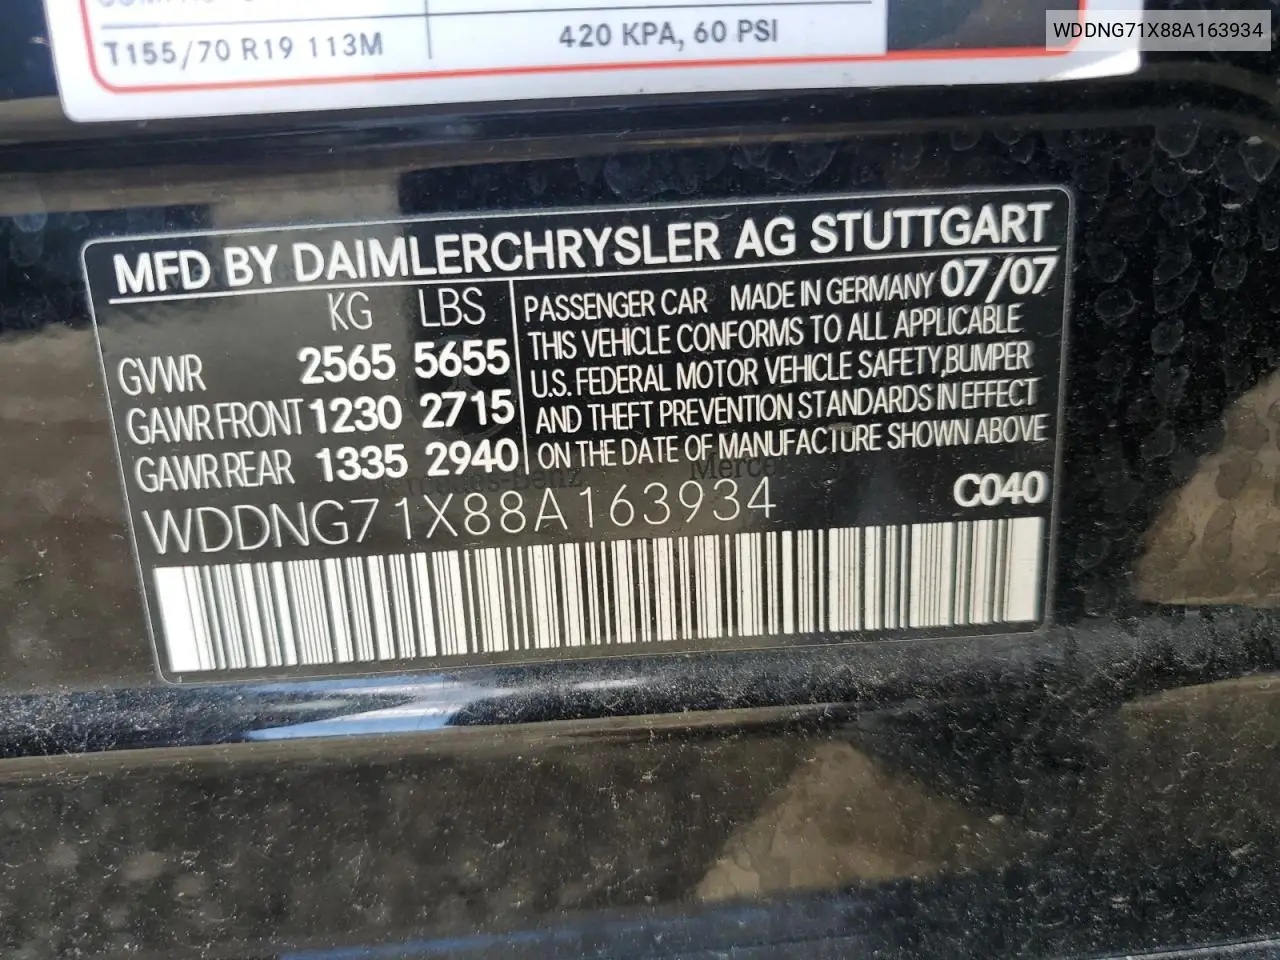 T155/70 R19 113M 420 KPA, 60 PSI
WDDNG71X88A163934
MFD BY DAIMLERCHRYSLER AG STUTTGART
KG LBS
GVWR 2565 5655
GAWR FRONT 1230 2715
GAWR REAR 1335 2940
PASSENGER CAR MADE IN GERMANY 07/07
THIS VEHICLE CONFORMS TO ALL APPLICABLE
U.S. FEDERAL MOTOR VEHICLE SAFETY, BUMPER
AND THEFT PREVENTION STANDARDS IN EFFECT
ON THE DATE OF MANUFACTURE SHOWN ABOVE
WDDNG71X88A163934
C040